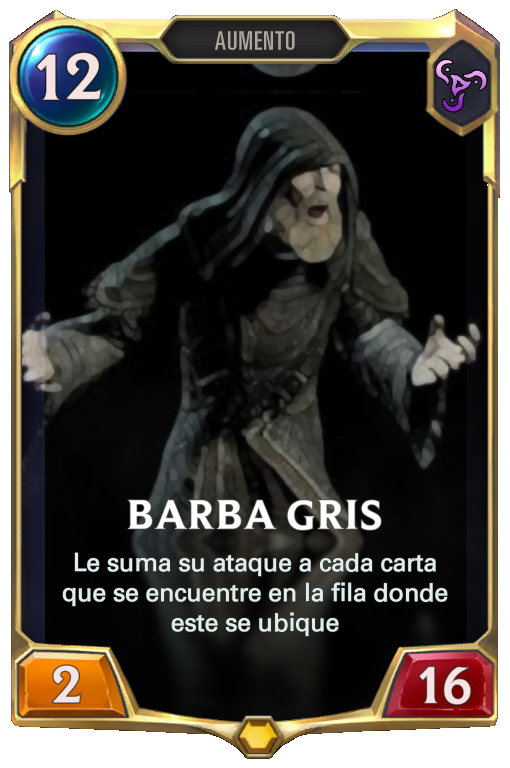 AUMENTO
12
BARBA GRIS
Le suma su ataque a cada carta
que se encuentre en la fila donde
este se ubique
2
16